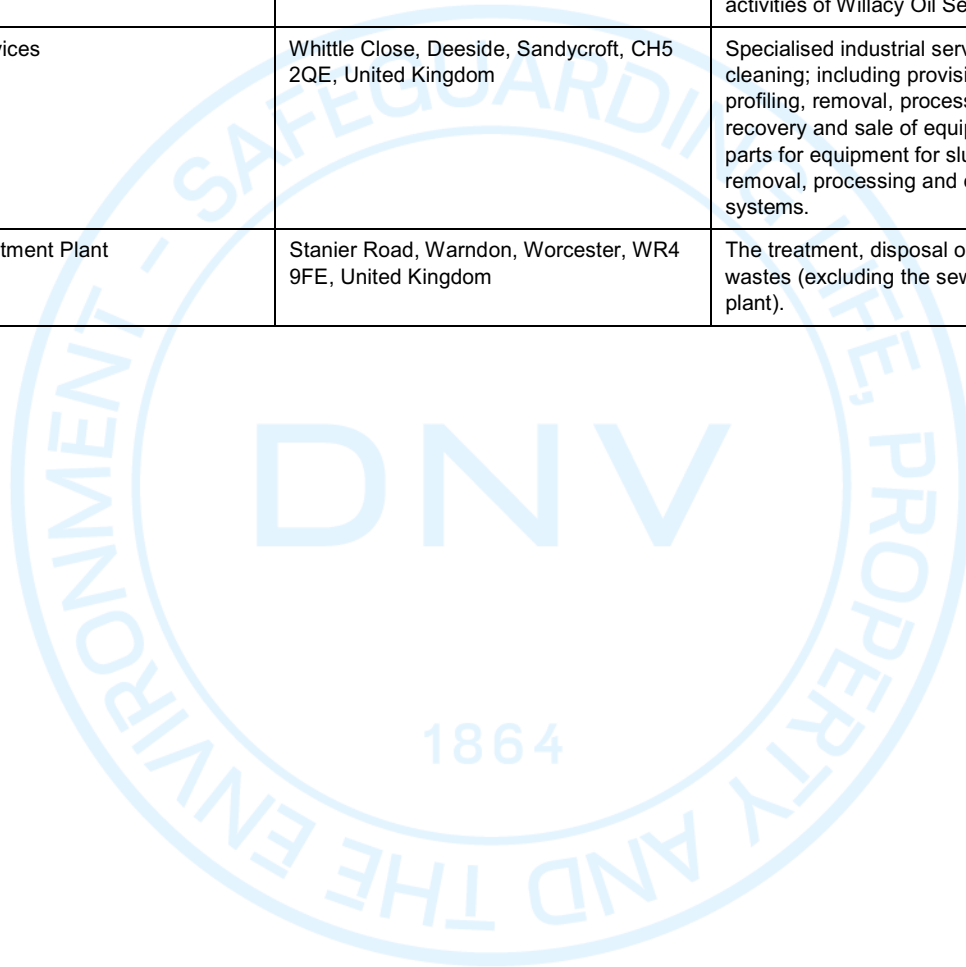 activities of Willacy Oil Se
vices
Whittle Close, Deeside, Sandycroft, CH5
2QE, United Kingdom
Specialised industrial serv
cleaning; including provisi
profiling, removal, process
recovery and sale of equip
parts for equipment for slu
removal, processing and
systems.
tment Plant
Stanier Road, Warndon, Worcester, WR4
9FE, United Kingdom
The treatment, disposal o
wastes (excluding the sew
plant).
SAFEGUARDING LIFE, PROPERTY AND THE ENVIRONMENT -
DNV
1864